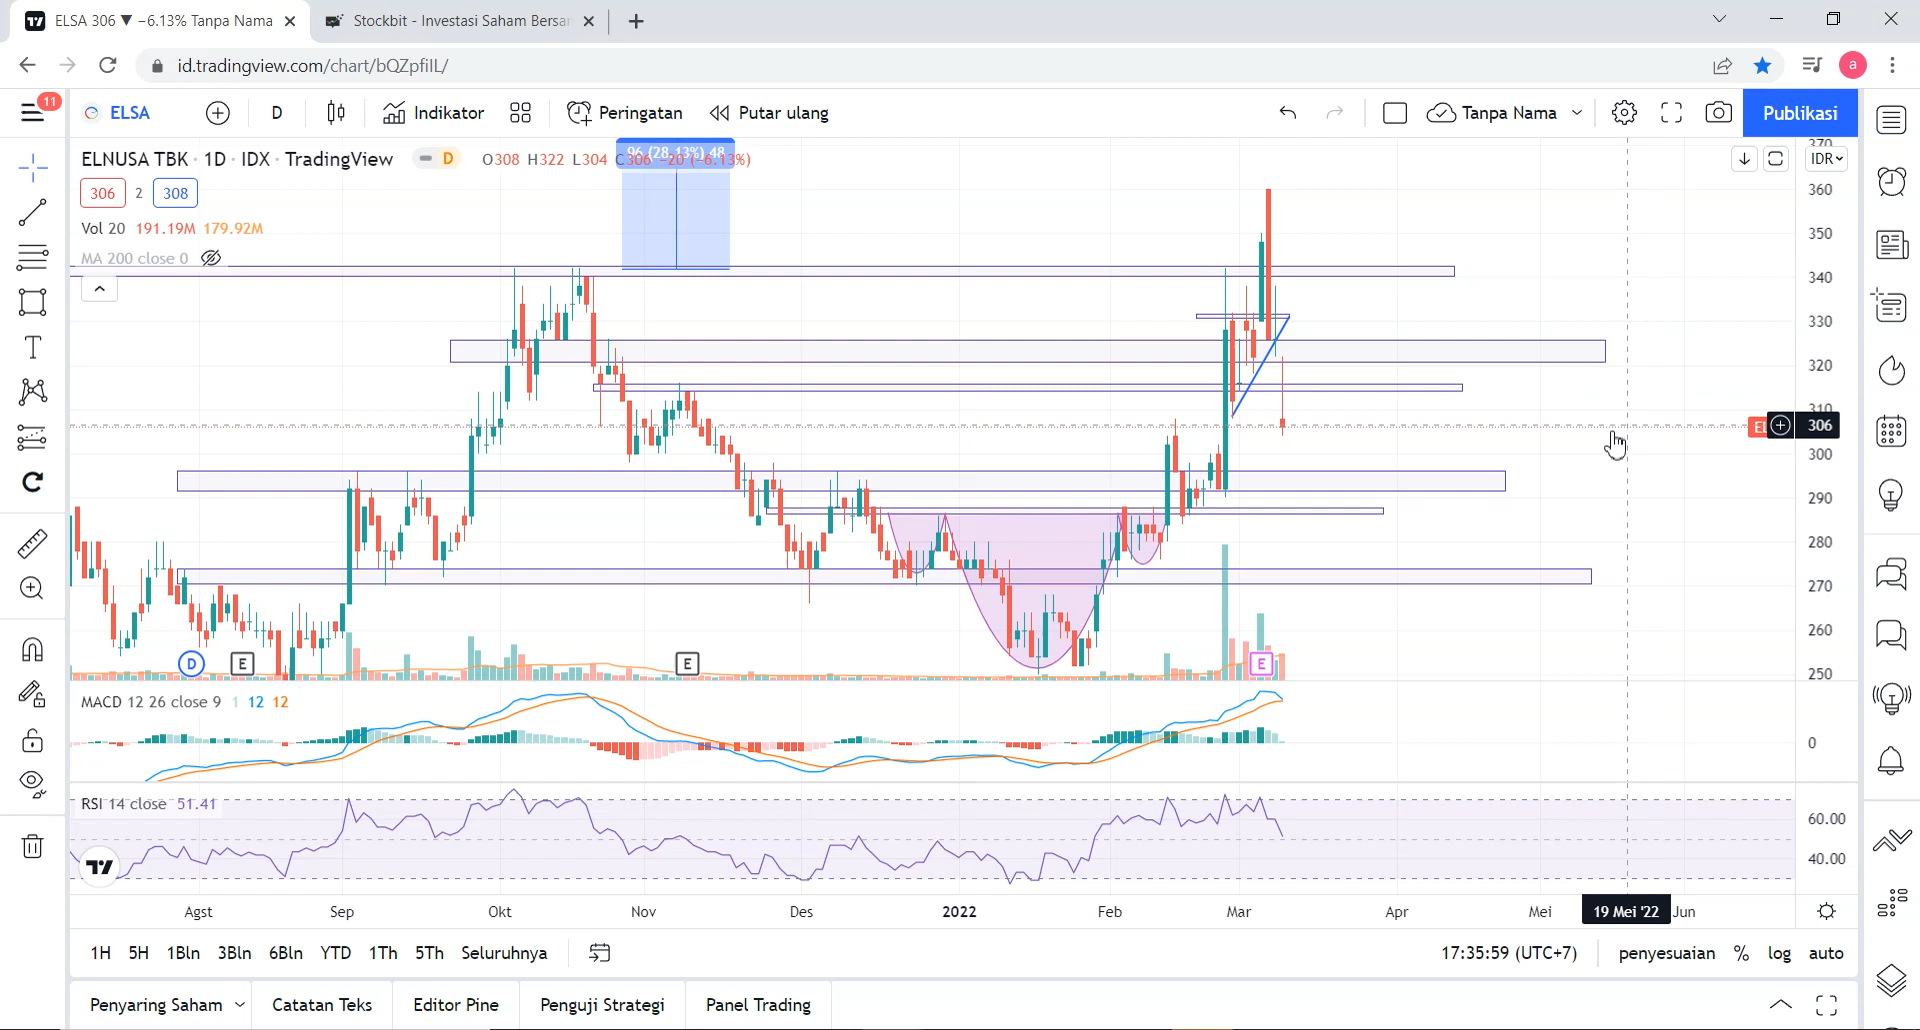 ELSA 306 ▼ −6.13% Tanpa Nama
Stockbit - Investasi Saham Bersa
id.tradingview.com/chart/bQZpfilL/
a
11
ELSA
D
Indikator
Peringatan
Putar ulang
Tanpa Nama
Publikasi
ELNUSA TBK · 1D · IDX · TradingView
D
O308 H322 L304 C306 −20 (−6.13%)
96 (28.13%) 48
IDR
306
2
308
Vol 20 191.19M 179.92M
MA 200 close 0
370
360
350
340
330
320
310
306
300
290
280
270
260
250
D
E
E
E
MACD 12 26 close 9 1 12 12
0
RSI 14 close 51.41
60.00
40.00
Agst
Sep
Okt
Nov
Des
2022
Feb
Mar
Apr
Mei
19 Mei '22
Jun
1H
5H
1Bln
3Bln
6Bln
YTD
1Th
5Th
Seluruhnya
17:35:59 (UTC+7)
penyesuaian
%
log
auto
Penyaring Saham
Catatan Teks
Editor Pine
Penguji Strategi
Panel Trading